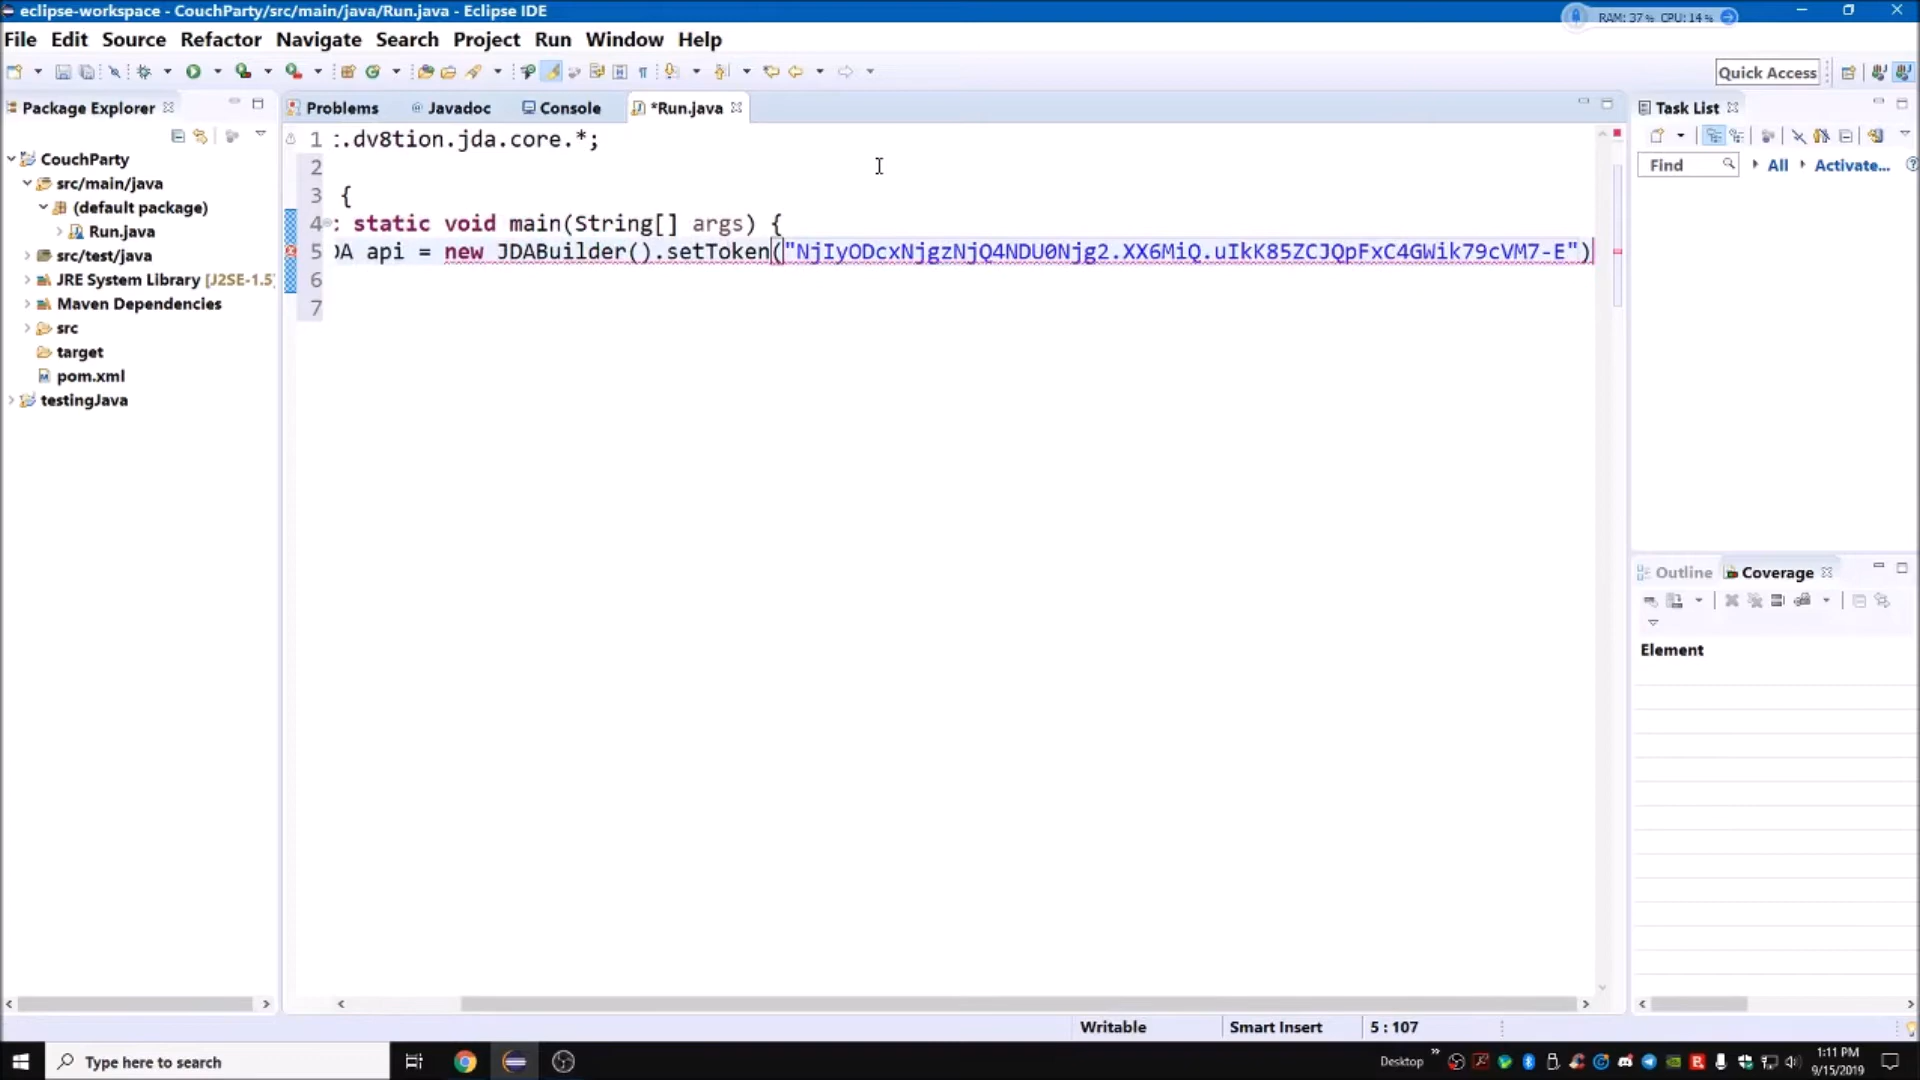 eclipse-workspace - CouchParty/src/main/java/Run.java - Eclipse IDE
RAM: 37% CPU: 14%
File Edit Source Refactor Navigate Search Project Run Window Help
Quick Access
Package Explorer
Problems
Javadoc
Console
*Run.java
Task List
CouchParty
src/main/java
(default package)
Run.java
src/test/java
JRE System Library [J2SE-1.5]
Maven Dependencies
src
target
pom.xml
testingJava
1 :.dv8tion.jda.core.*;
2
3 {
4 : static void main(String[] args) {
5 DA api = new JDABuilder().setToken("NjIyODcxNjgzNjQ4NDU0Njg2.XX6MiQ.uIkK85ZCJQpFxC4GWik79cVM7-E")
6
7
Find All Activate...
Outline
Coverage
Element
Writable Smart Insert 5 : 107
Type here to search
Desktop
1:11 PM
9/15/2019